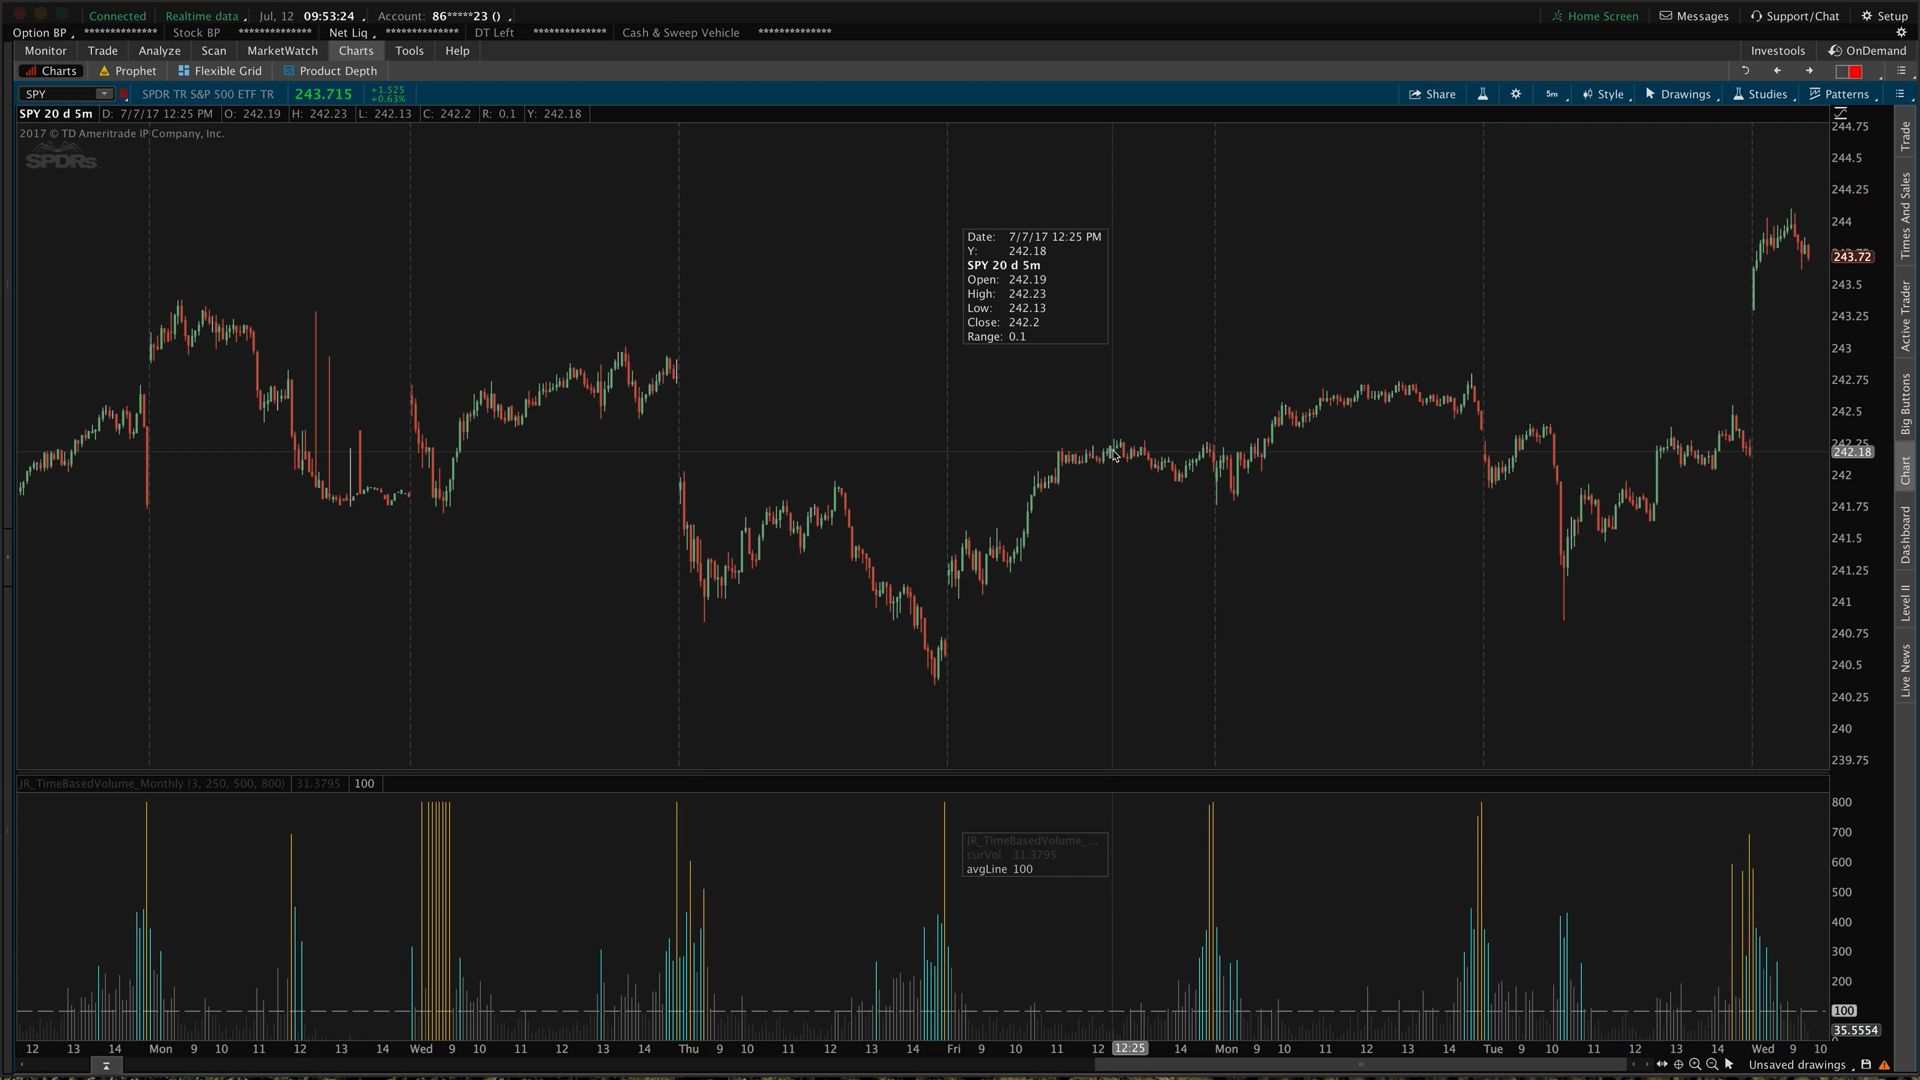 Connected Realtime data Jul, 12 09:53:24 Account: 86*****23 () Home Screen Messages Support/Chat Setup
Option BP ************** Stock BP ************** Net Liq ************** DT Left ************** Cash & Sweep Vehicle **************
Monitor Trade Analyze Scan MarketWatch Charts Tools Help Investools OnDemand
Charts Prophet Flexible Grid Product Depth
SPY SPDR TR S&P 500 ETF TR 243.715 +1.525 +0.63% Share 5m Style Drawings Studies Patterns
SPY 20 d 5m D: 7/7/17 12:25 PM O: 242.19 H: 242.23 L: 242.13 C: 242.2 R: 0.1 Y: 242.18
2017 © TD Ameritrade IP Company, Inc.
SPDRs
Date: 7/7/17 12:25 PM
Y: 242.18
SPY 20 d 5m
Open: 242.19
High: 242.23
Low: 242.13
Close: 242.2
Range: 0.1
244.75
244.5
244.25
244
243.72
243.5
243.25
243
242.75
242.5
242.25
242.18
242
241.75
241.5
241.25
241
240.75
240.5
240.25
240
239.75
Trade
Times And Sales
Active Trader
Big Buttons
Chart
Dashboard
Level II
Live News
JR_TimeBasedVolume_Monthly (3, 250, 500, 800) 31.3795 100
JR_TimeBasedVolume_...
curVol 31.3795
avgLine 100
800
700
600
500
400
300
200
100
35.5554
12 13 14 Mon 9 10 11 12 13 14 Wed 9 10 11 12 13 14 Thu 9 10 11 12 13 14 Fri 9 10 11 12 12:25 14 Mon 9 10 11 12 13 14 Tue 9 10 11 12 13 14 Wed 9 10
Unsaved drawings